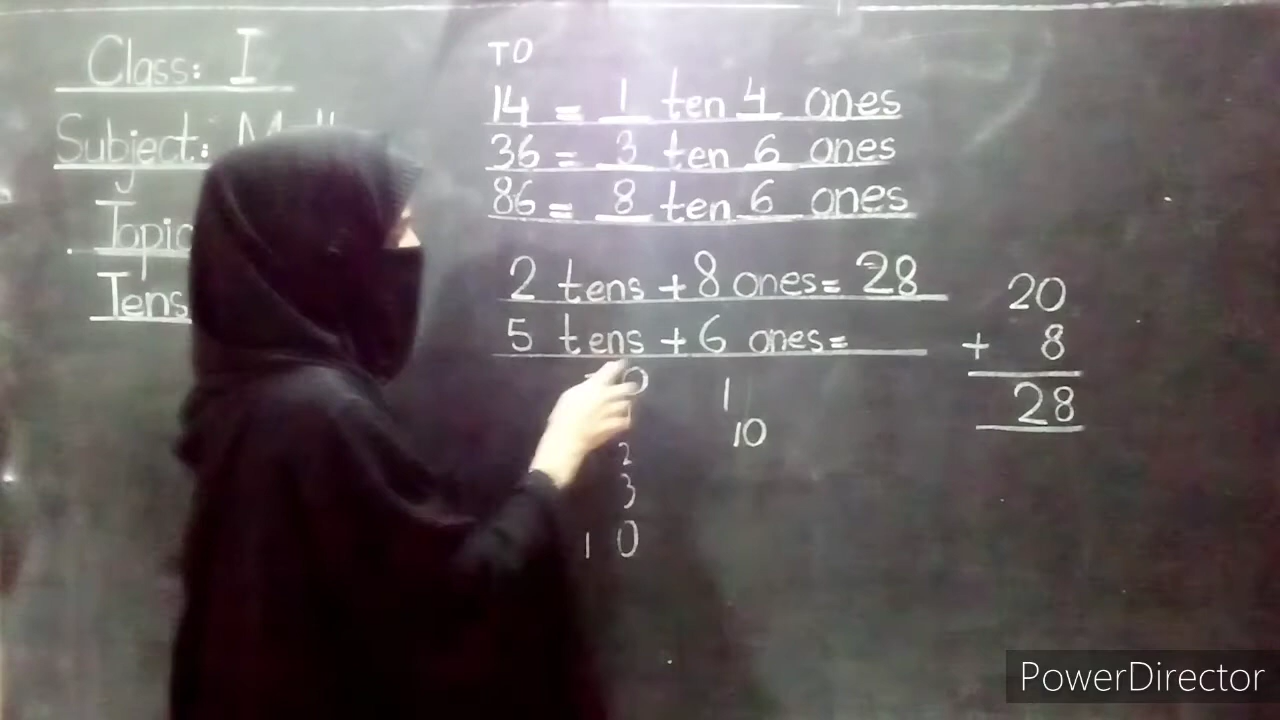 Class: I
Subject:
Topic
Tens
TO
14 = 1 ten 4 ones
36 = 3 ten 6 ones
86 = 8 ten 6 ones
2 tens + 8 ones = 28
5 tens + 6 ones =
20
+ 8
28
0
1
10
2
3
10
PowerDirector